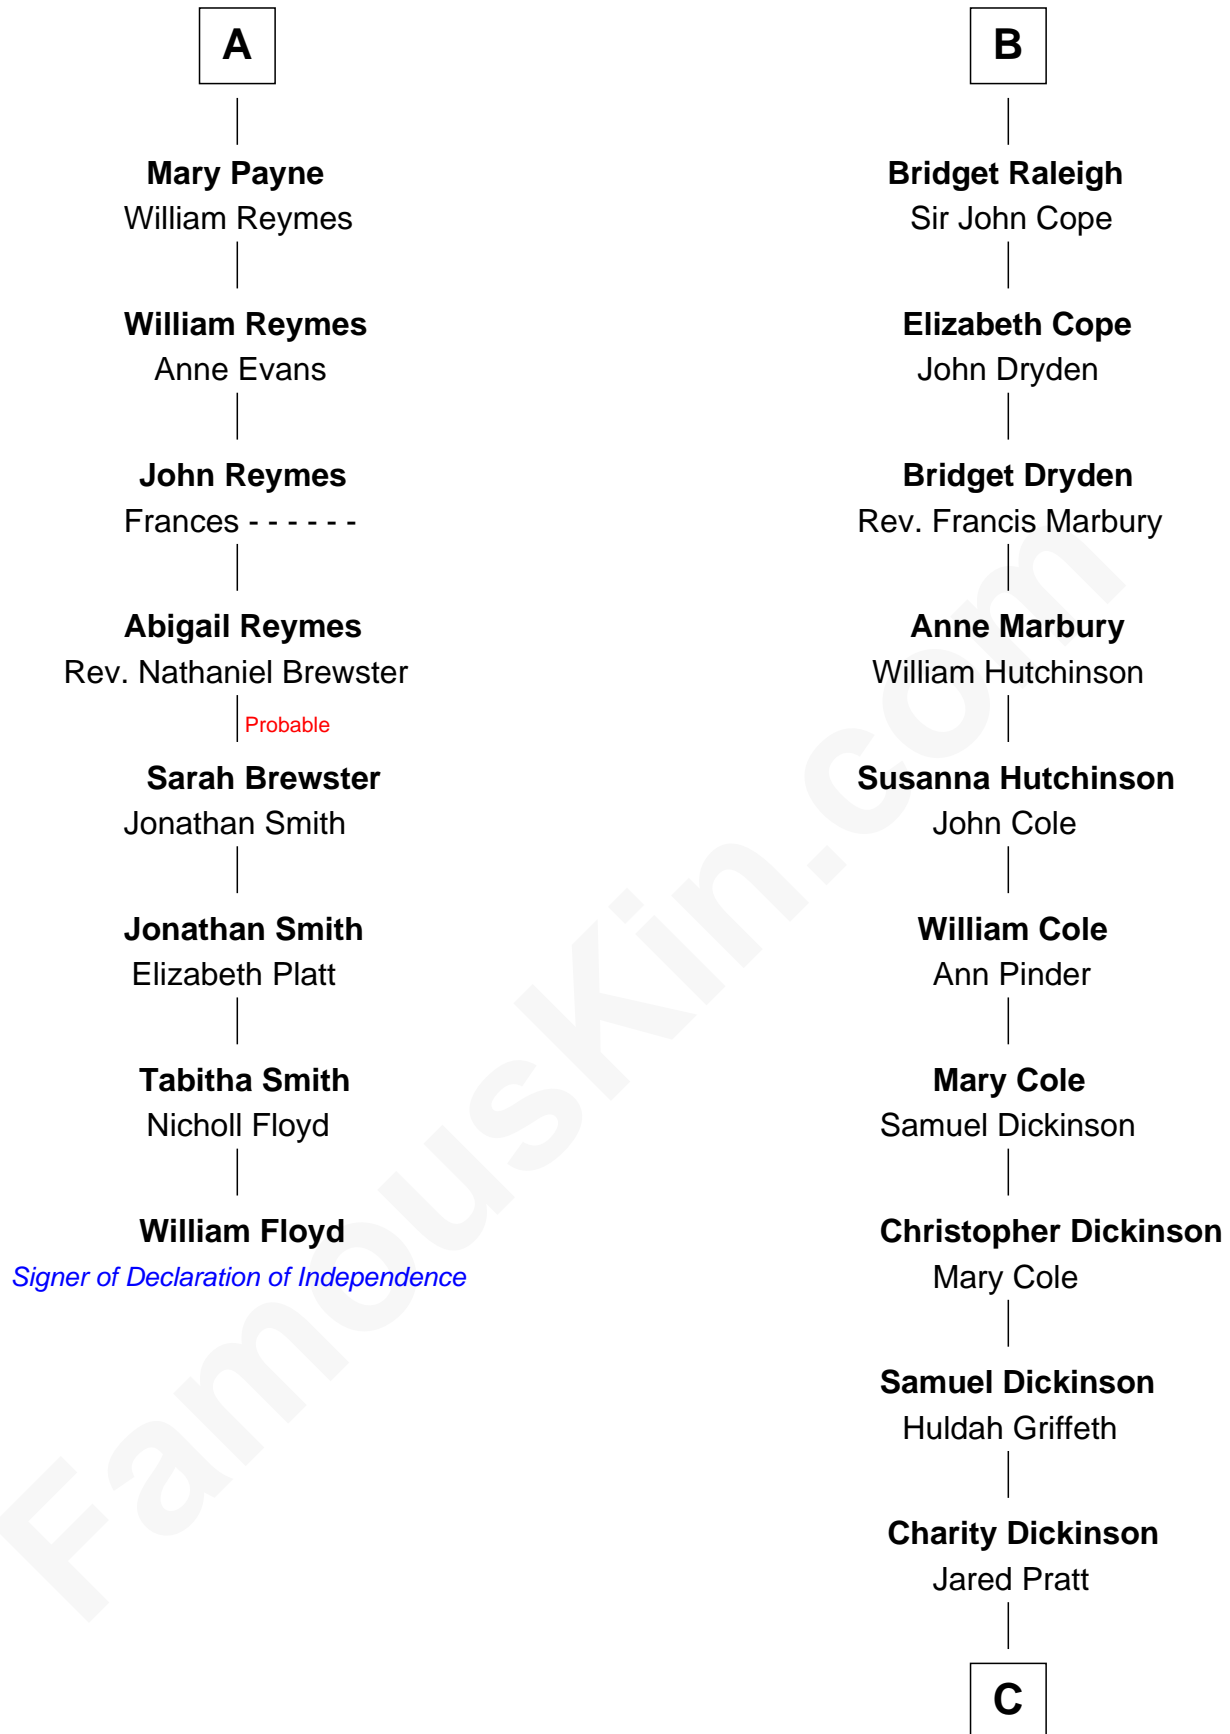 A
Mary Payne
William Reymes
William Reymes
Anne Evans
John Reymes
Frances - - - - - -
Abigail Reymes
Rev. Nathaniel Brewster
Probable
Sarah Brewster
Jonathan Smith
Jonathan Smith
Elizabeth Platt
Tabitha Smith
Nicholl Floyd
William Floyd
Signer of Declaration of Independence
B
Bridget Raleigh
Sir John Cope
Elizabeth Cope
John Dryden
Bridget Dryden
Rev. Francis Marbury
Anne Marbury
William Hutchinson
Susanna Hutchinson
John Cole
William Cole
Ann Pinder
Mary Cole
Samuel Dickinson
Christopher Dickinson
Mary Cole
Samuel Dickinson
Huldah Griffeth
Charity Dickinson
Jared Pratt
C
FamousKin.com